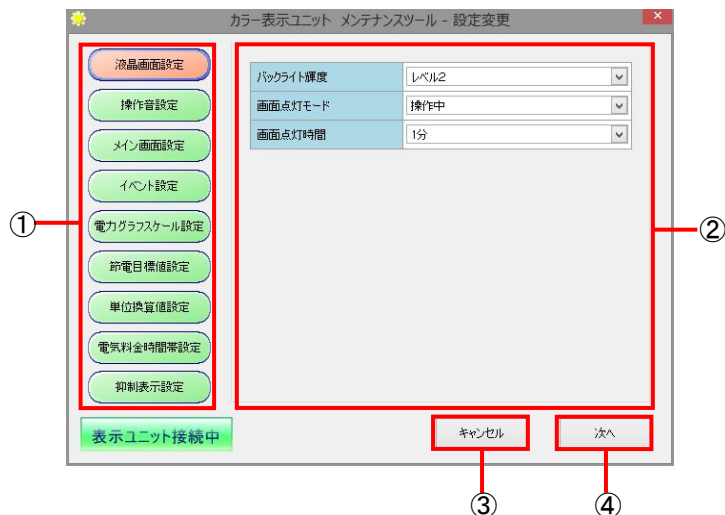 カラー表示ユニット メンテナンスツール - 設定変更
液晶画面設定
操作音設定
メイン画面設定
イベント設定
電力グラフスケール設定
節電目標値設定
単位換算値設定
電気料金時間帯設定
抑制表示設定
①
バックライト輝度 レベル2
画面点灯モード 操作中
画面点灯時間 1分
②
表示ユニット接続中
キャンセル
次へ
③
④